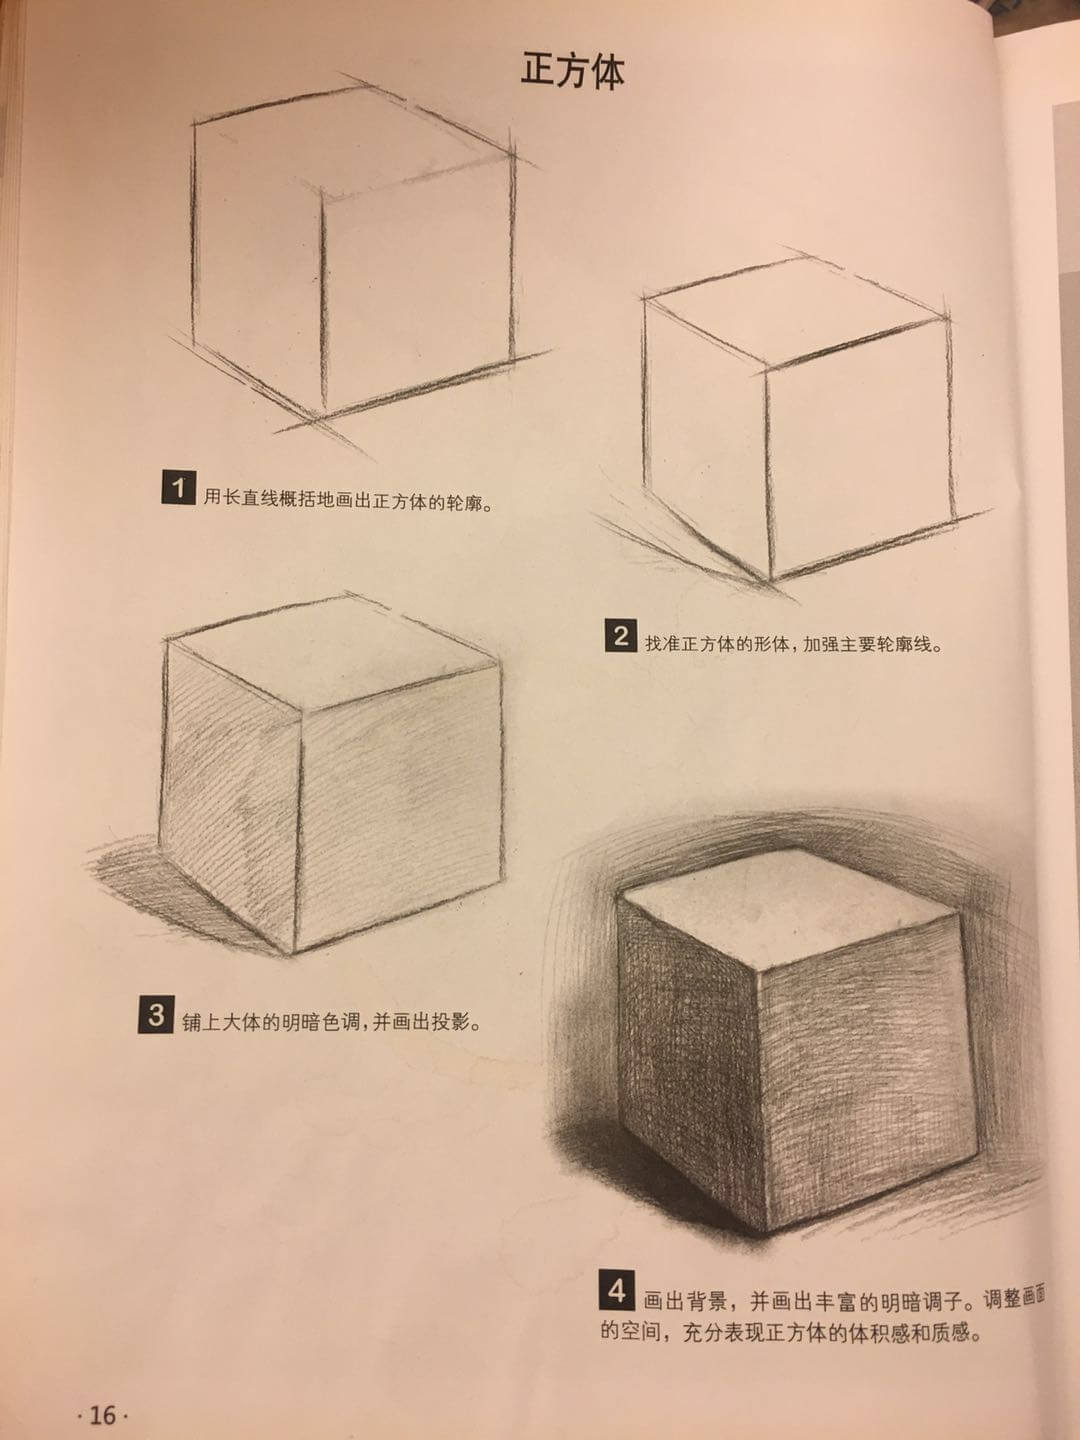 正方体
1 用长直线概括地画出正方体的轮廓。
2 找准正方体的形体，加强主要轮廓线。
3 铺上大体的明暗色调，并画出投影。
4 画出背景，并画出丰富的明暗调子。调整画面
的空间，充分表现正方体的体积感和质感。
·16·